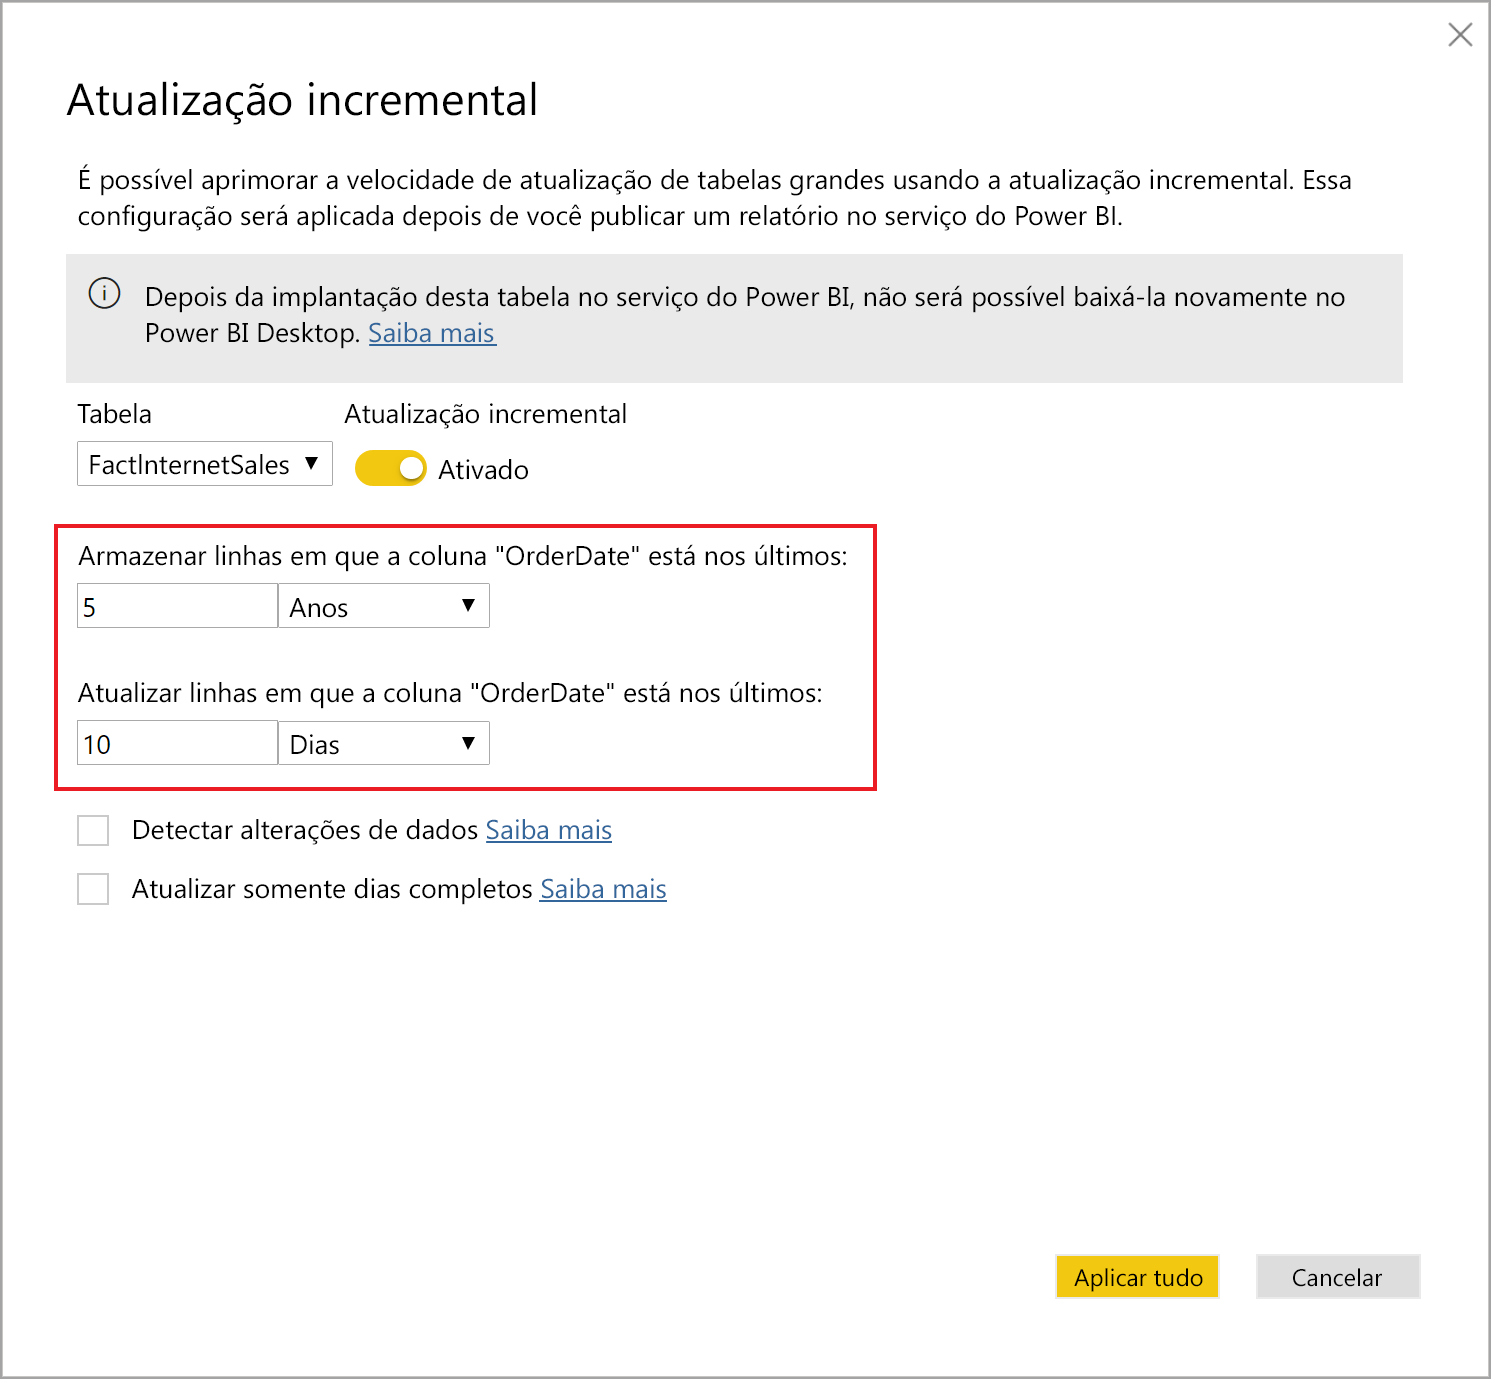 Atualização incremental
É possível aprimorar a velocidade de atualização de tabelas grandes usando a atualização incremental. Essa
configuração será aplicada depois de você publicar um relatório no serviço do Power BI.
Depois da implantação desta tabela no serviço do Power BI, não será possível baixá-la novamente no
Power BI Desktop. Saiba mais
Tabela Atualização incremental
FactInternetSales Ativado
Armazenar linhas em que a coluna "OrderDate" está nos últimos:
5 Anos
Atualizar linhas em que a coluna "OrderDate" está nos últimos:
10 Dias
Detectar alterações de dados Saiba mais
Atualizar somente dias completos Saiba mais
Aplicar tudo Cancelar